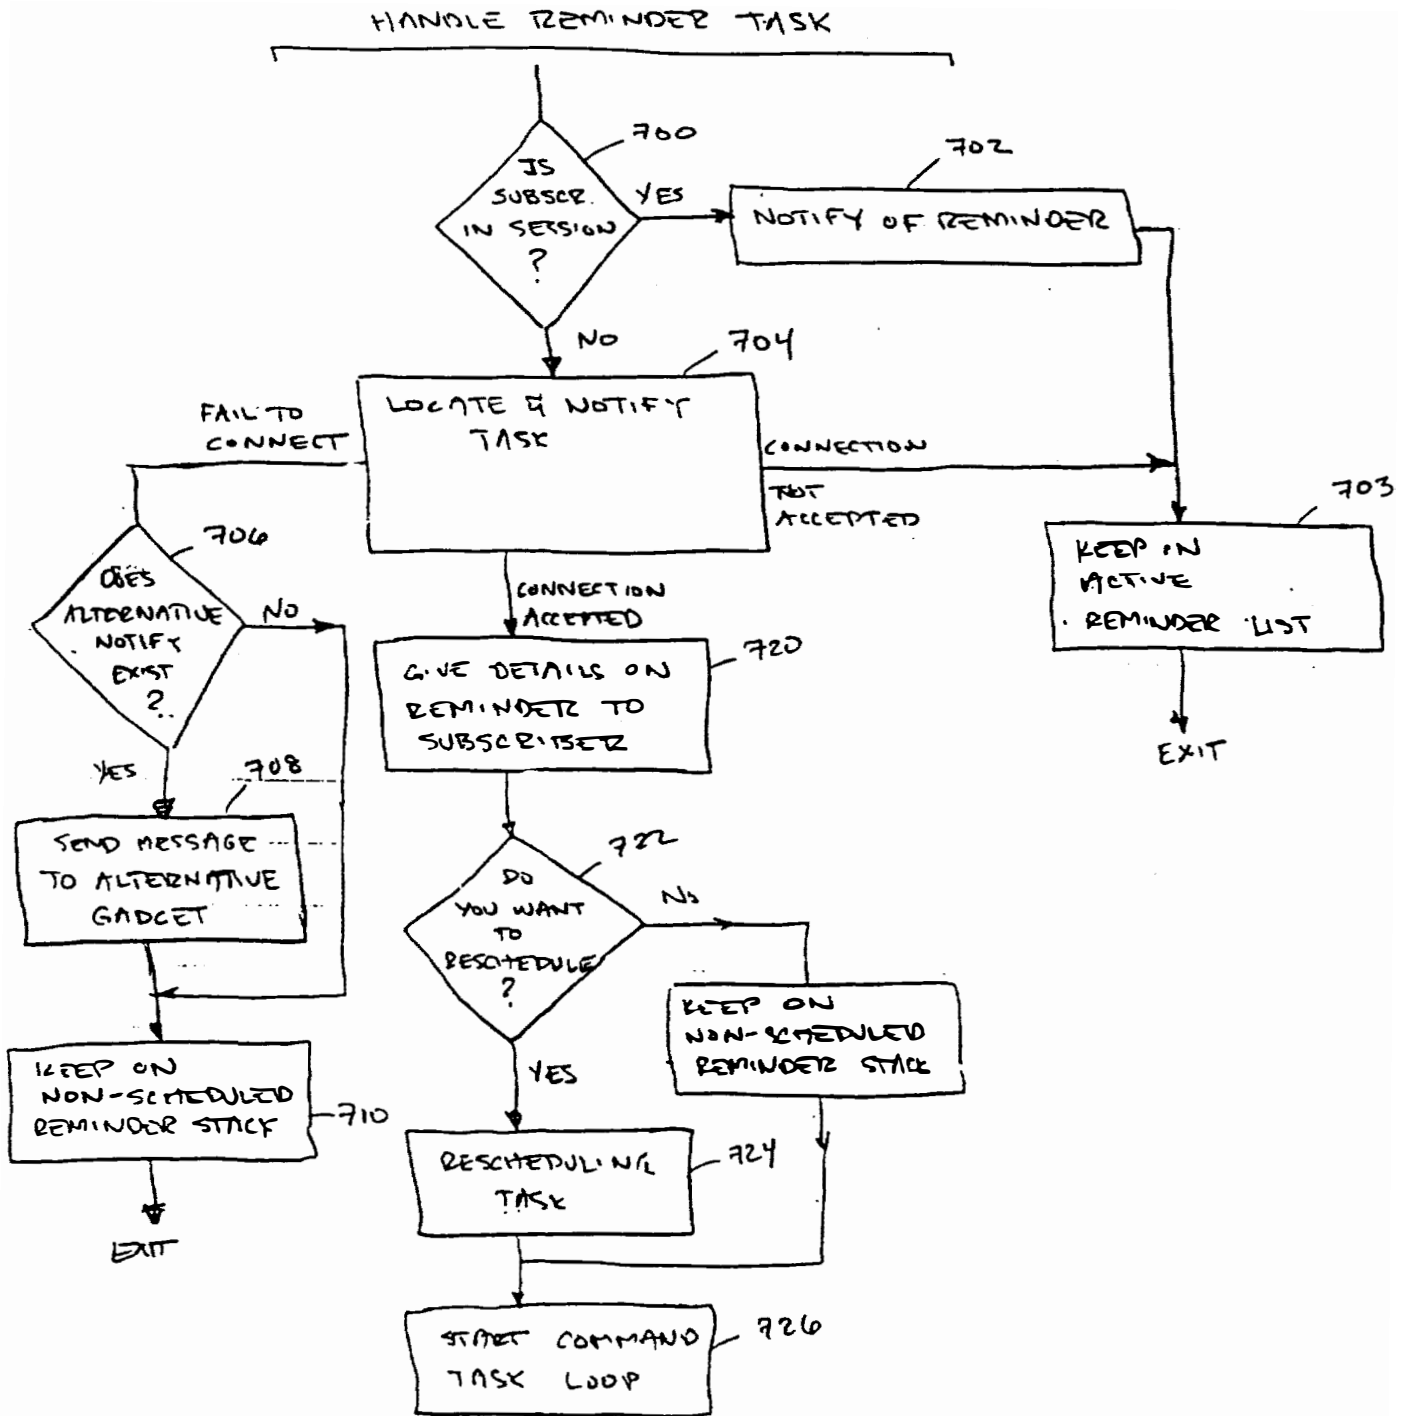 HANDLE REMINDER TASK
700
IS
SUBSCR.
IN SESSION
?
YES
702
NOTIFY OF REMINDER
NO
704
LOCATE & NOTIFY
TASK
FAIL TO
CONNECT
CONNECTION
NOT
ACCEPTED
703
KEEP ON
ACTIVE
REMINDER LIST
EXIT
706
DOES
ALTERNATIVE
NOTIFY
EXIST
?
NO
YES
CONNECTION
ACCEPTED
720
GIVE DETAILS ON
REMINDER TO
SUBSCRIBER
708
SEND MESSAGE
TO ALTERNATIVE
GADGET
722
DO
YOU WANT
TO
RESCHEDULE
?
NO
KEEP ON
NON-SCHEDULED
REMINDER STACK
YES
KEEP ON
NON-SCHEDULED
REMINDER STACK
710
EXIT
RESCHEDULING
TASK
724
START COMMAND
TASK LOOP
726